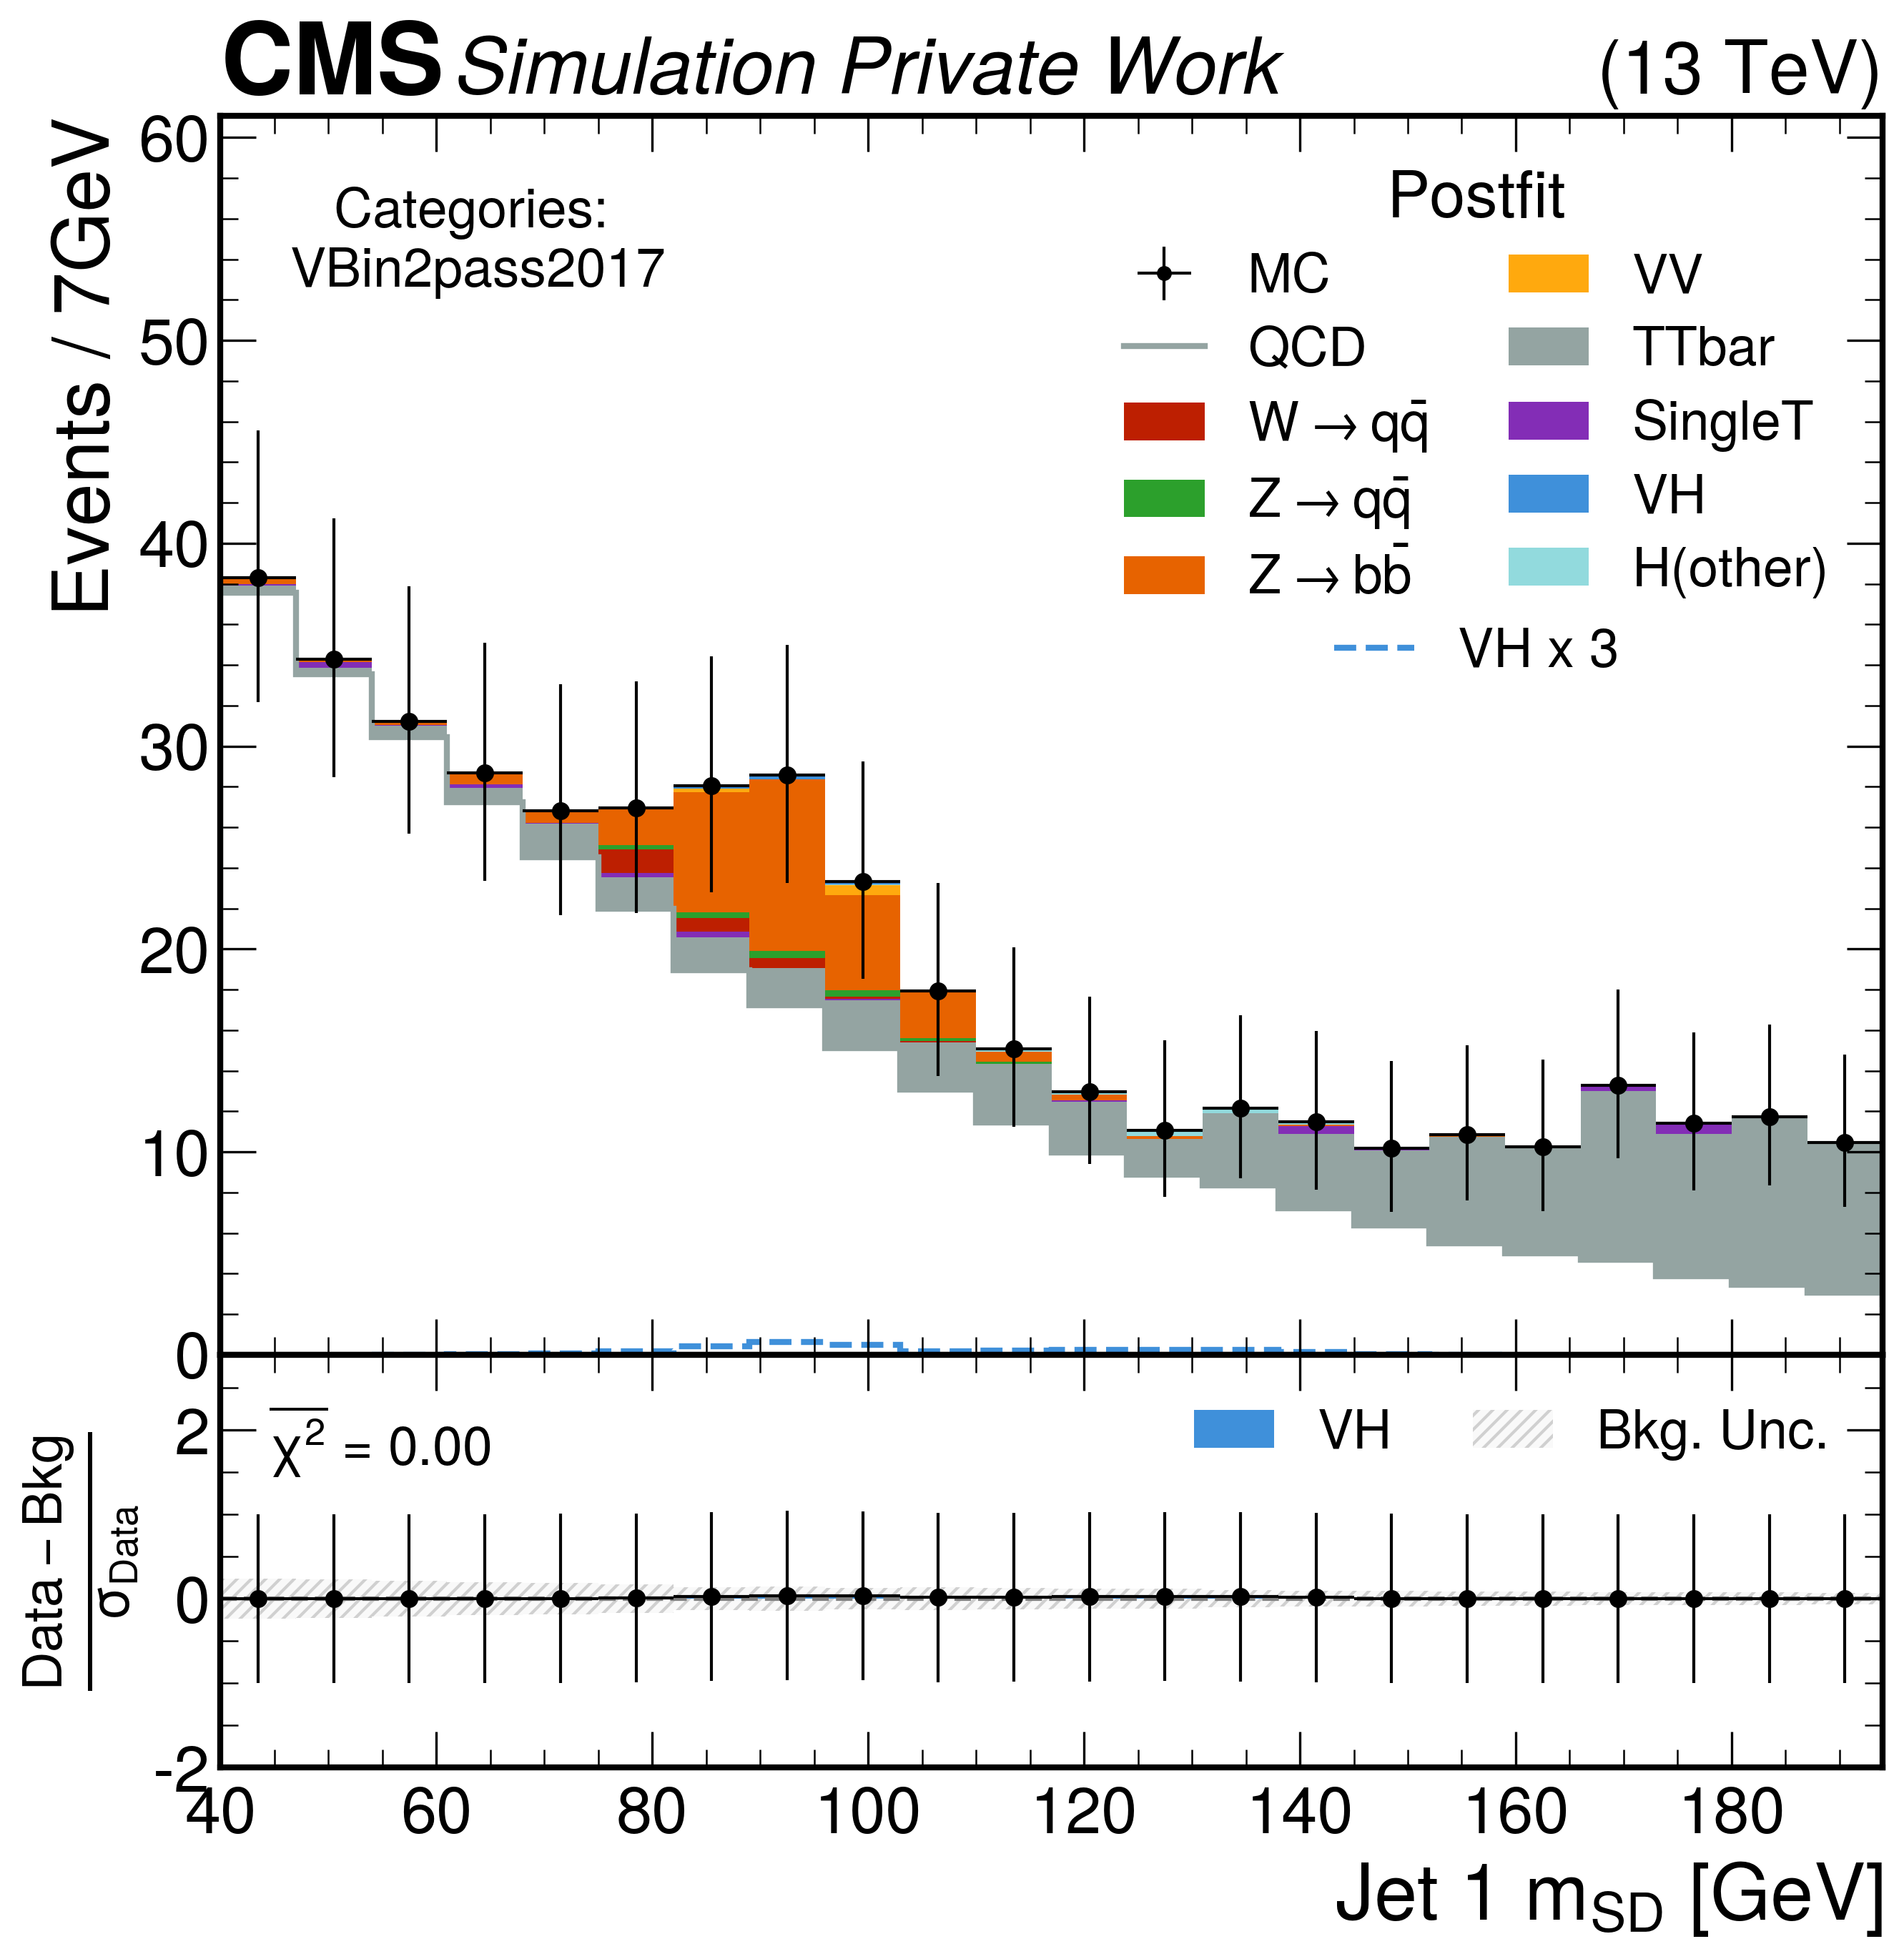 CMS Simulation Private Work (13 TeV)
Events / 7GeV
60
50
40
30
20
10
0
Categories:
VBin2pass2017
Postfit
MC
QCD
W → qq̄
Z → qq̄
Z → bb̄
VV
TTbar
SingleT
VH
H(other)
VH x 3
Data − Bkg
σData
2
0
-2
χ² = 0.00
VH
Bkg. Unc.
40 60 80 100 120 140 160 180
Jet 1 mSD [GeV]